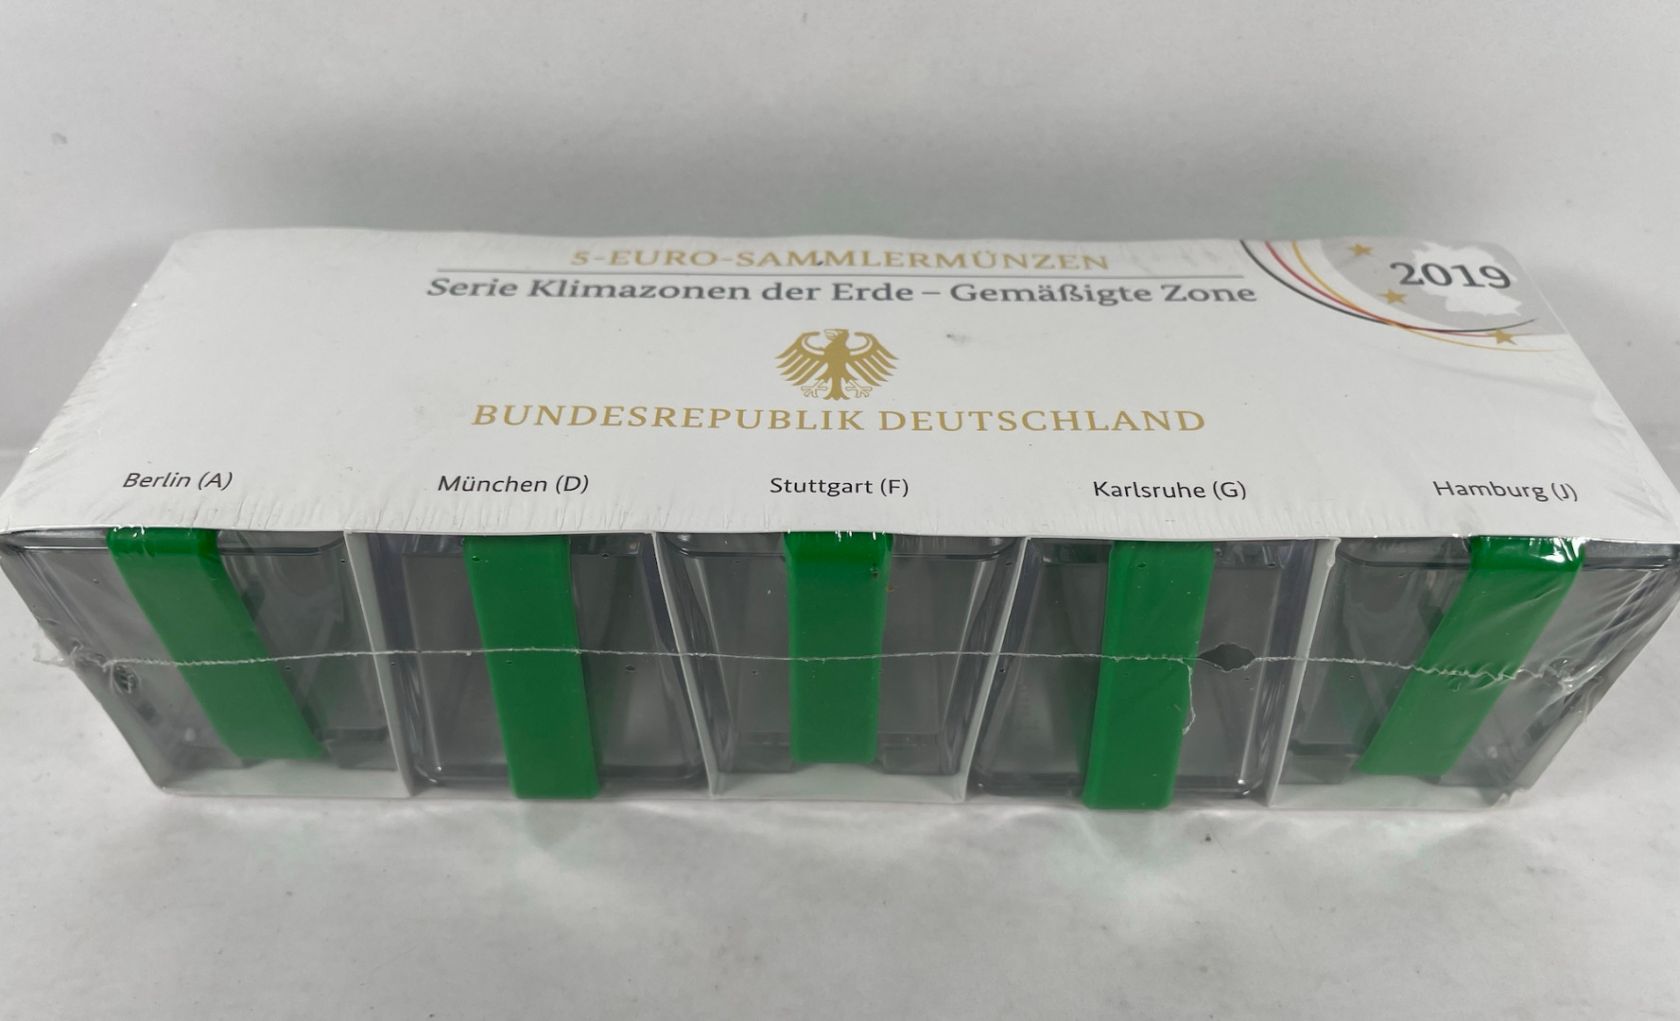 5-EURO-SAMMLERMÜNZEN
Serie Klimazonen der Erde – Gemäßigte Zone
2019
BUNDESREPUBLIK DEUTSCHLAND
Berlin (A)
München (D)
Stuttgart (F)
Karlsruhe (G)
Hamburg (J)